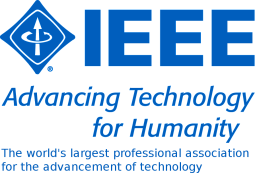 IEEE
®
Advancing Technology
for Humanity
The world's largest professional association
for the advancement of technology